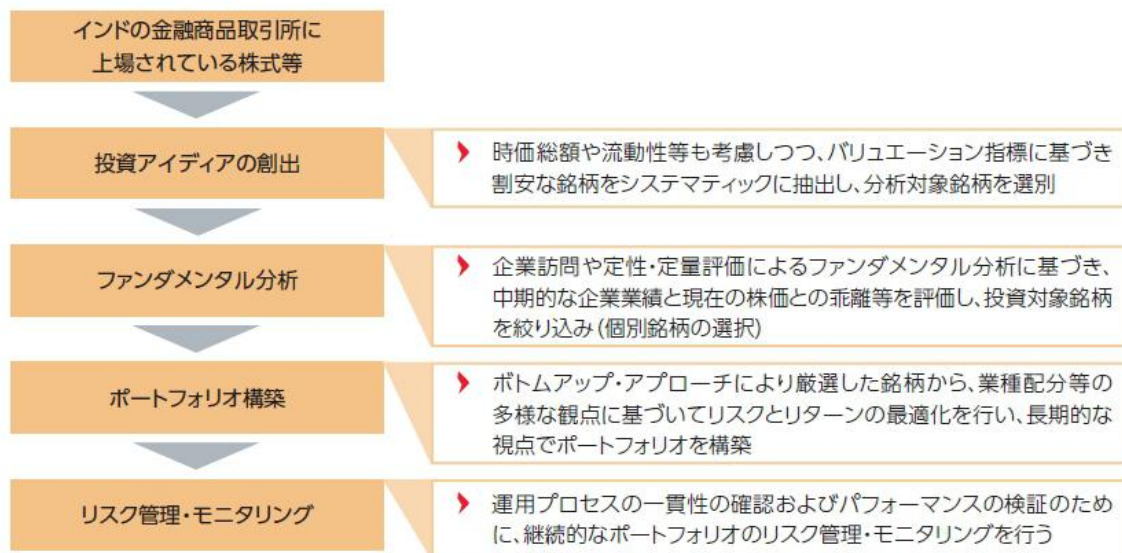 インドの金融商品取引所に
上場されている株式等
投資アイディアの創出
時価総額や流動性等も考慮しつつ、バリュエーション指標に基づき
割安な銘柄をシステマティックに抽出し、分析対象銘柄を選別
ファンダメンタル分析
企業訪問や定性・定量評価によるファンダメンタル分析に基づき、
中期的な企業業績と現在の株価との乖離等を評価し、投資対象銘柄
を絞り込み(個別銘柄の選択)
ポートフォリオ構築
ボトムアップ・アプローチにより厳選した銘柄から、業種配分等の
多様な観点に基づいてリスクとリターンの最適化を行い、長期的な
視点でポートフォリオを構築
リスク管理・モニタリング
運用プロセスの一貫性の確認およびパフォーマンスの検証のため
に、継続的なポートフォリオのリスク管理・モニタリングを行う